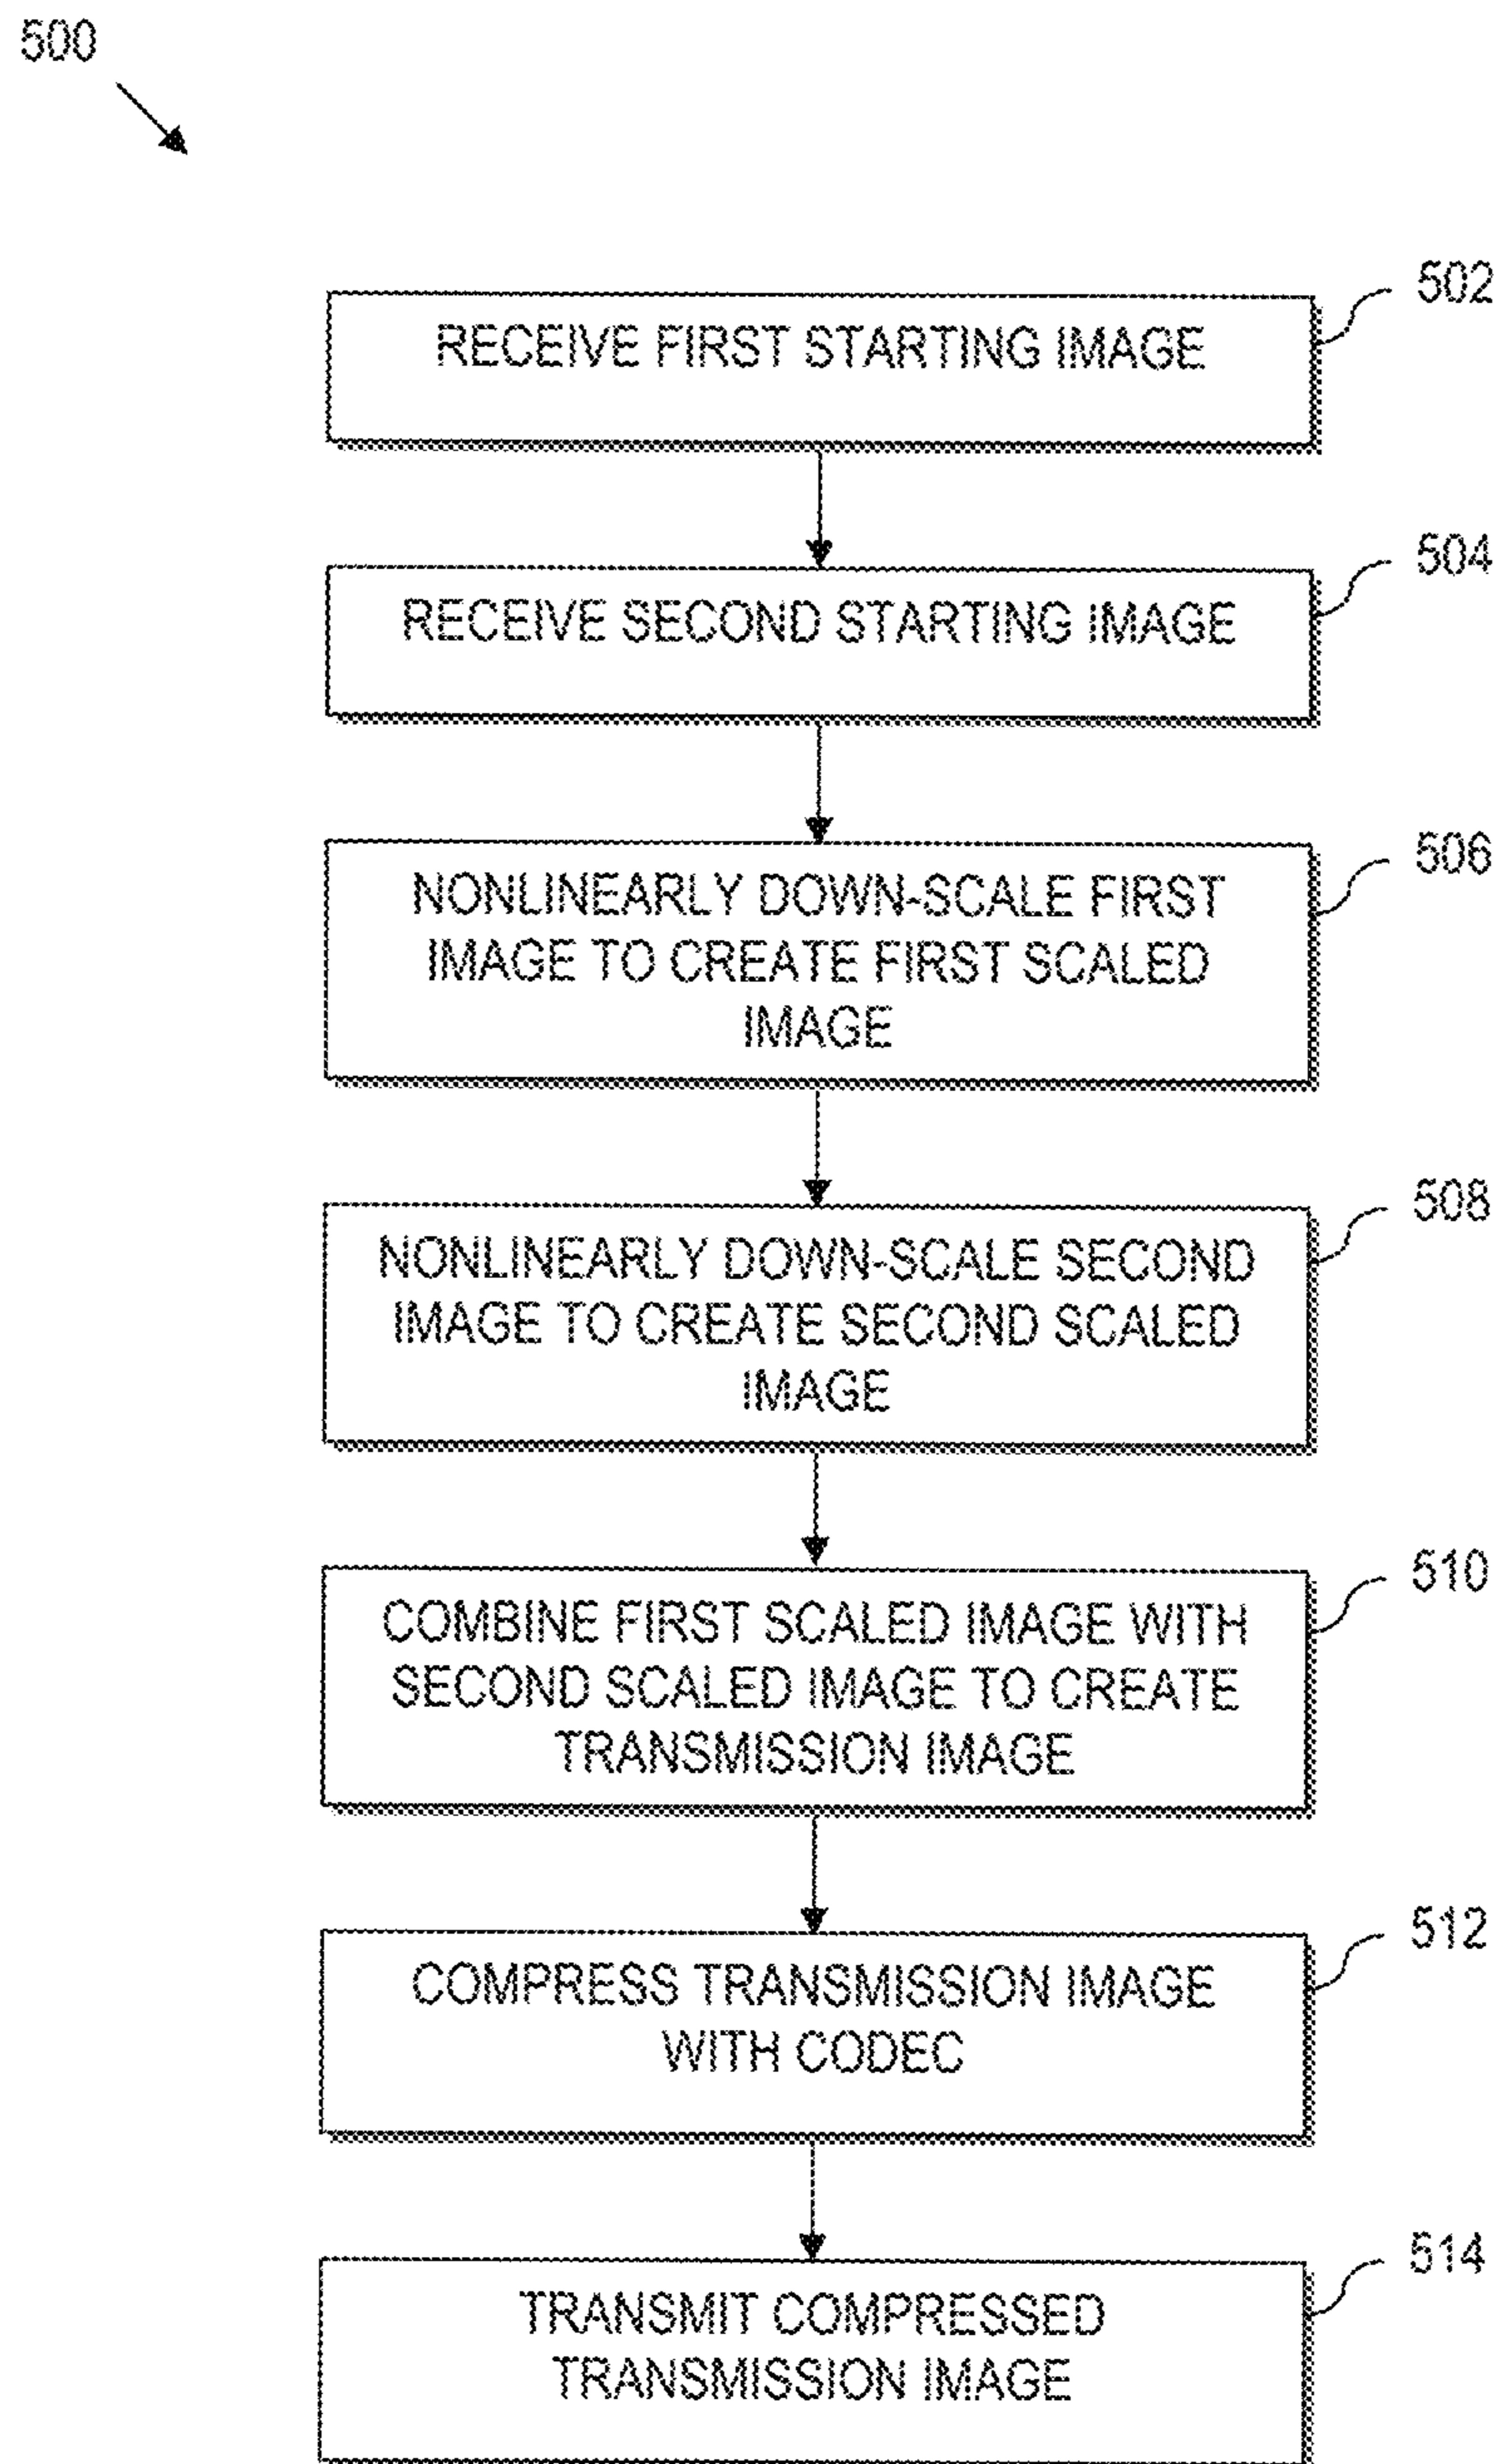 500
502
RECEIVE FIRST STARTING IMAGE
504
RECEIVE SECOND STARTING IMAGE
506
NONLINEARLY DOWN-SCALE FIRST
IMAGE TO CREATE FIRST SCALED
IMAGE
508
NONLINEARLY DOWN-SCALE SECOND
IMAGE TO CREATE SECOND SCALED
IMAGE
510
COMBINE FIRST SCALED IMAGE WITH
SECOND SCALED IMAGE TO CREATE
TRANSMISSION IMAGE
512
COMPRESS TRANSMISSION IMAGE
WITH CODEC
514
TRANSMIT COMPRESSED
TRANSMISSION IMAGE